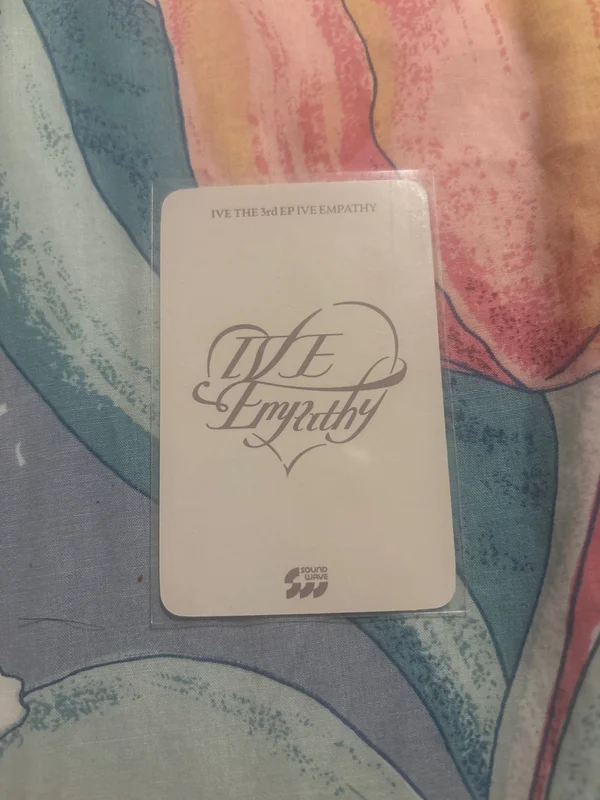 IVE THE 3rd EP IVE EMPATHY
IVE
Empathy
SOUND
WAVE